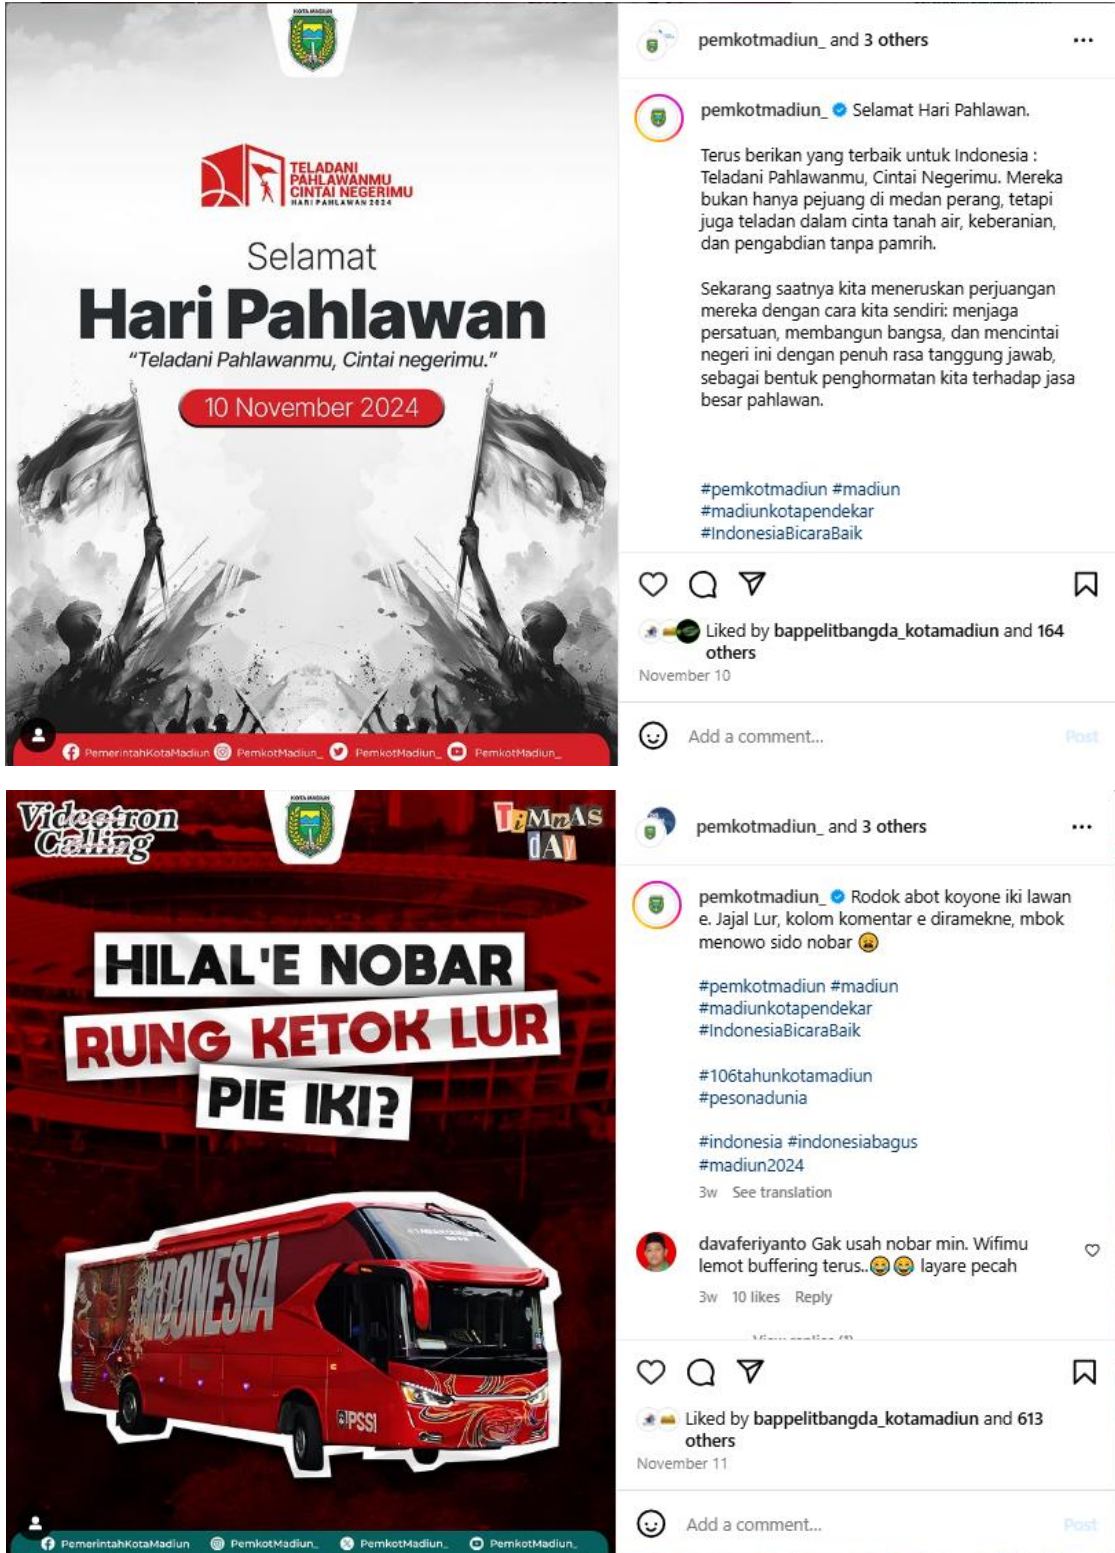 KOTA MADIUN
TELADANI
PAHLAWANMU
CINTAI NEGERIMU
HARI PAHLAWAN 2024
Selamat
Hari Pahlawan
"Teladani Pahlawanmu, Cintai negerimu."
10 November 2024
PemerintahKotaMadiun PemkotMadiun_ PemkotMadiun_ PemkotMadiun_
pemkotmadiun_ and 3 others
pemkotmadiun_ Selamat Hari Pahlawan.
Terus berikan yang terbaik untuk Indonesia :
Teladani Pahlawanmu, Cintai Negerimu. Mereka
bukan hanya pejuang di medan perang, tetapi
juga teladan dalam cinta tanah air, keberanian,
dan pengabdian tanpa pamrih.
Sekarang saatnya kita meneruskan perjuangan
mereka dengan cara kita sendiri: menjaga
persatuan, membangun bangsa, dan mencintai
negeri ini dengan penuh rasa tanggung jawab,
sebagai bentuk penghormatan kita terhadap jasa
besar pahlawan.
#pemkotmadiun #madiun
#madiunkotapendekar
#IndonesiaBicaraBaik
Liked by bappelitbangda_kotamadiun and 164
others
November 10
Add a comment...
Post
Videotron
Calling
KOTA MADIUN
TiMnAS
dAY
HILAL'E NOBAR
RUNG KETOK LUR
PIE IKI?
INDONESIA
PSSI
PemerintahKotaMadiun PemkotMadiun_ PemkotMadiun_ PemkotMadiun_
pemkotmadiun_ and 3 others
pemkotmadiun_ Rodok abot koyone iki lawan
e. Jajal Lur, kolom komentar e diramekne, mbok
menowo sido nobar 😩
#pemkotmadiun #madiun
#madiunkotapendekar
#IndonesiaBicaraBaik
#106tahunkotamadiun
#pesonadunia
#indonesia #indonesiabagus
#madiun2024
3w See translation
davaferiyanto Gak usah nobar min. Wifimu
lemot buffering terus..😂😂 layare pecah
3w 10 likes Reply
View replies (1)
Liked by bappelitbangda_kotamadiun and 613
others
November 11
Add a comment...
Post